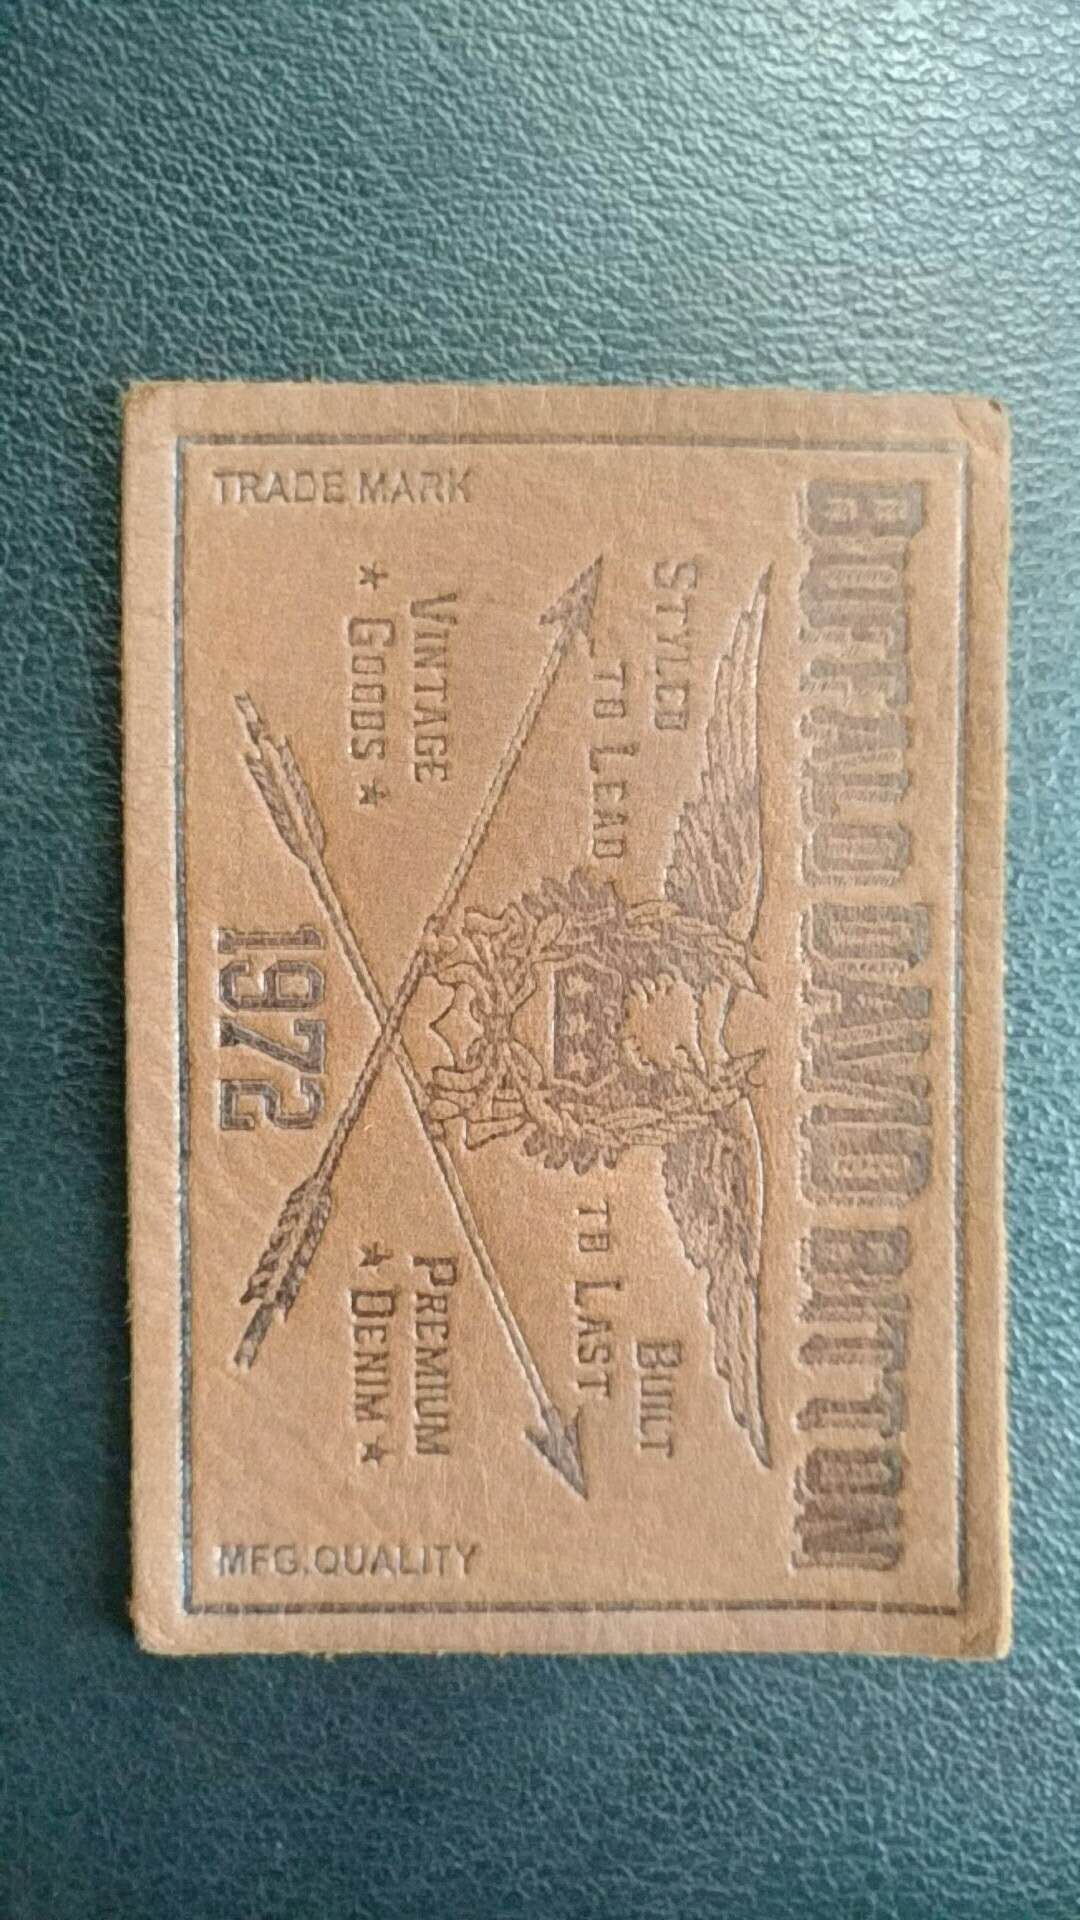 BUFFALO DAVID BITTON
STYLED
TO LEAD
BUILT
TO LAST
VINTAGE
★ GOODS ★
PREMIUM
★ DENIM ★
1972
TRADE MARK
MFG. QUALITY